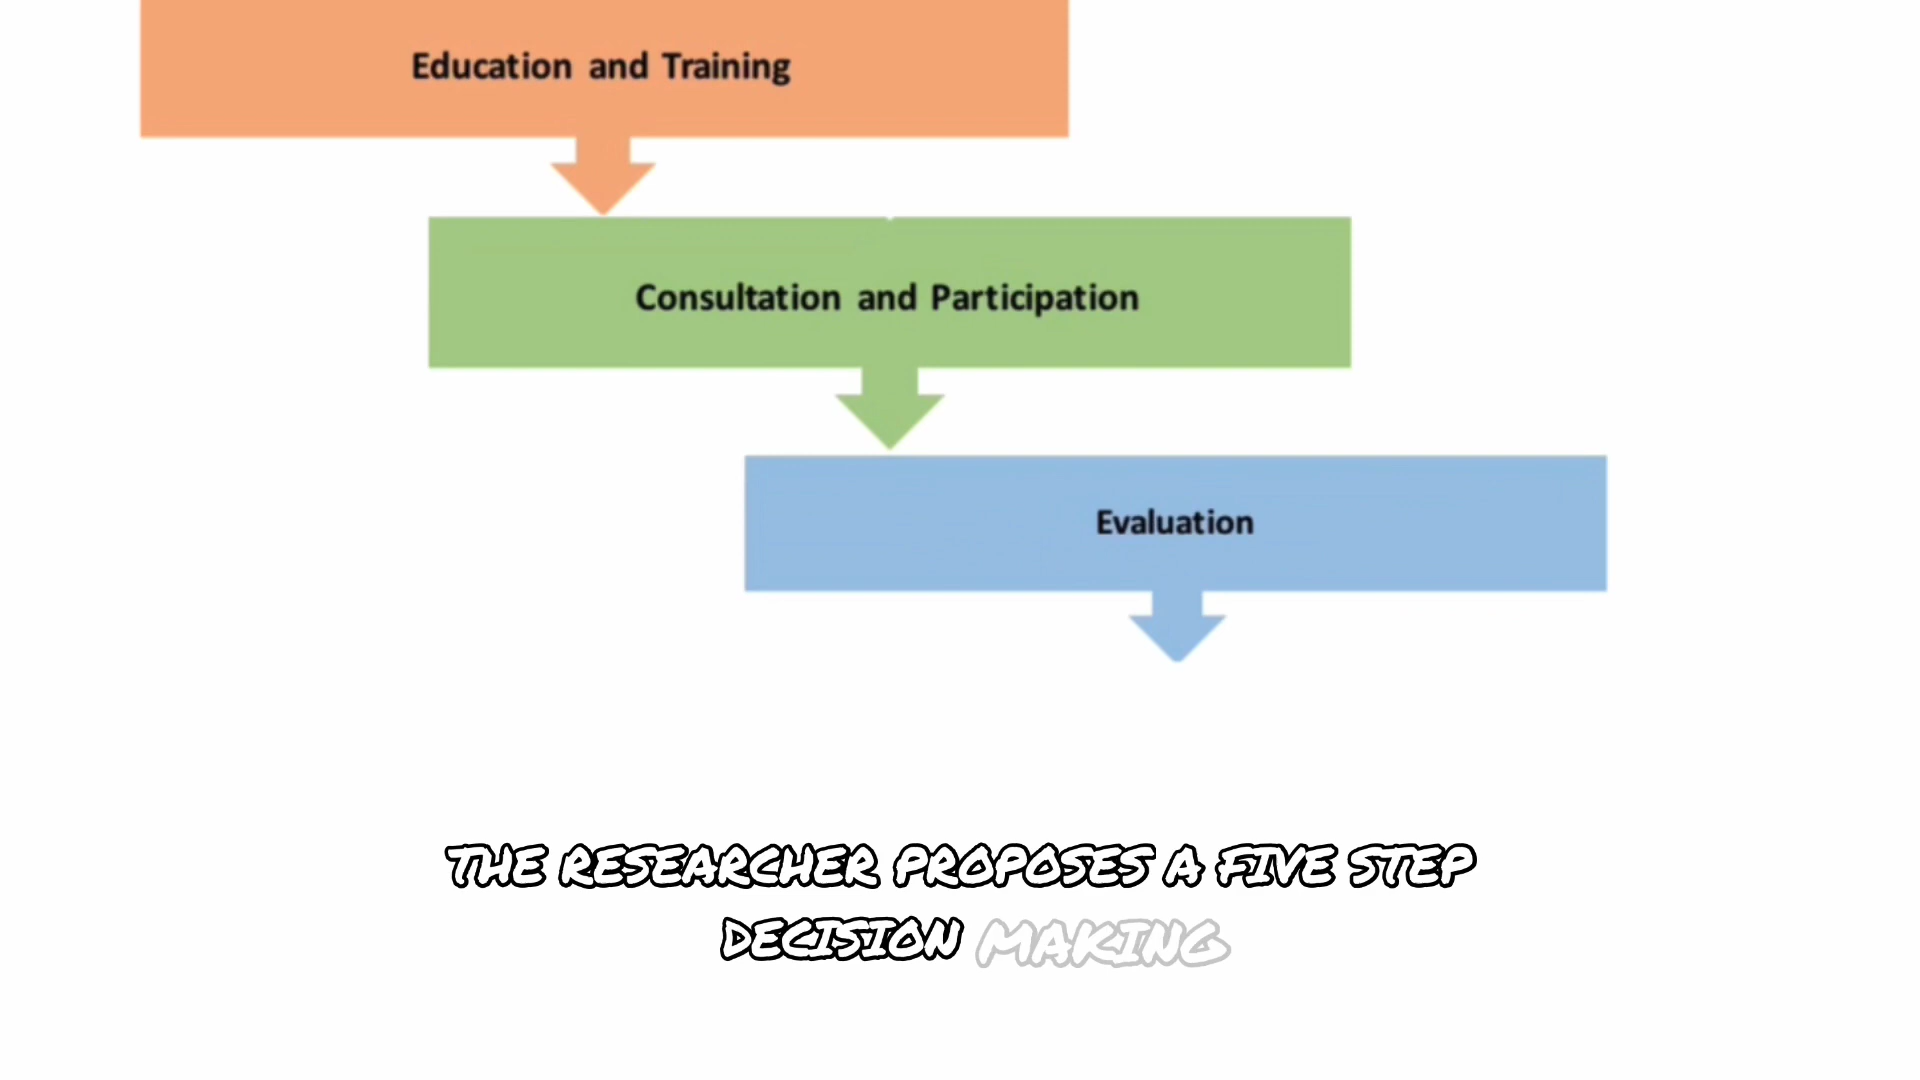 Education and Training
Consultation and Participation
Evaluation
THE RESEARCHER PROPOSES A FIVE STEP
DECISION MAKING